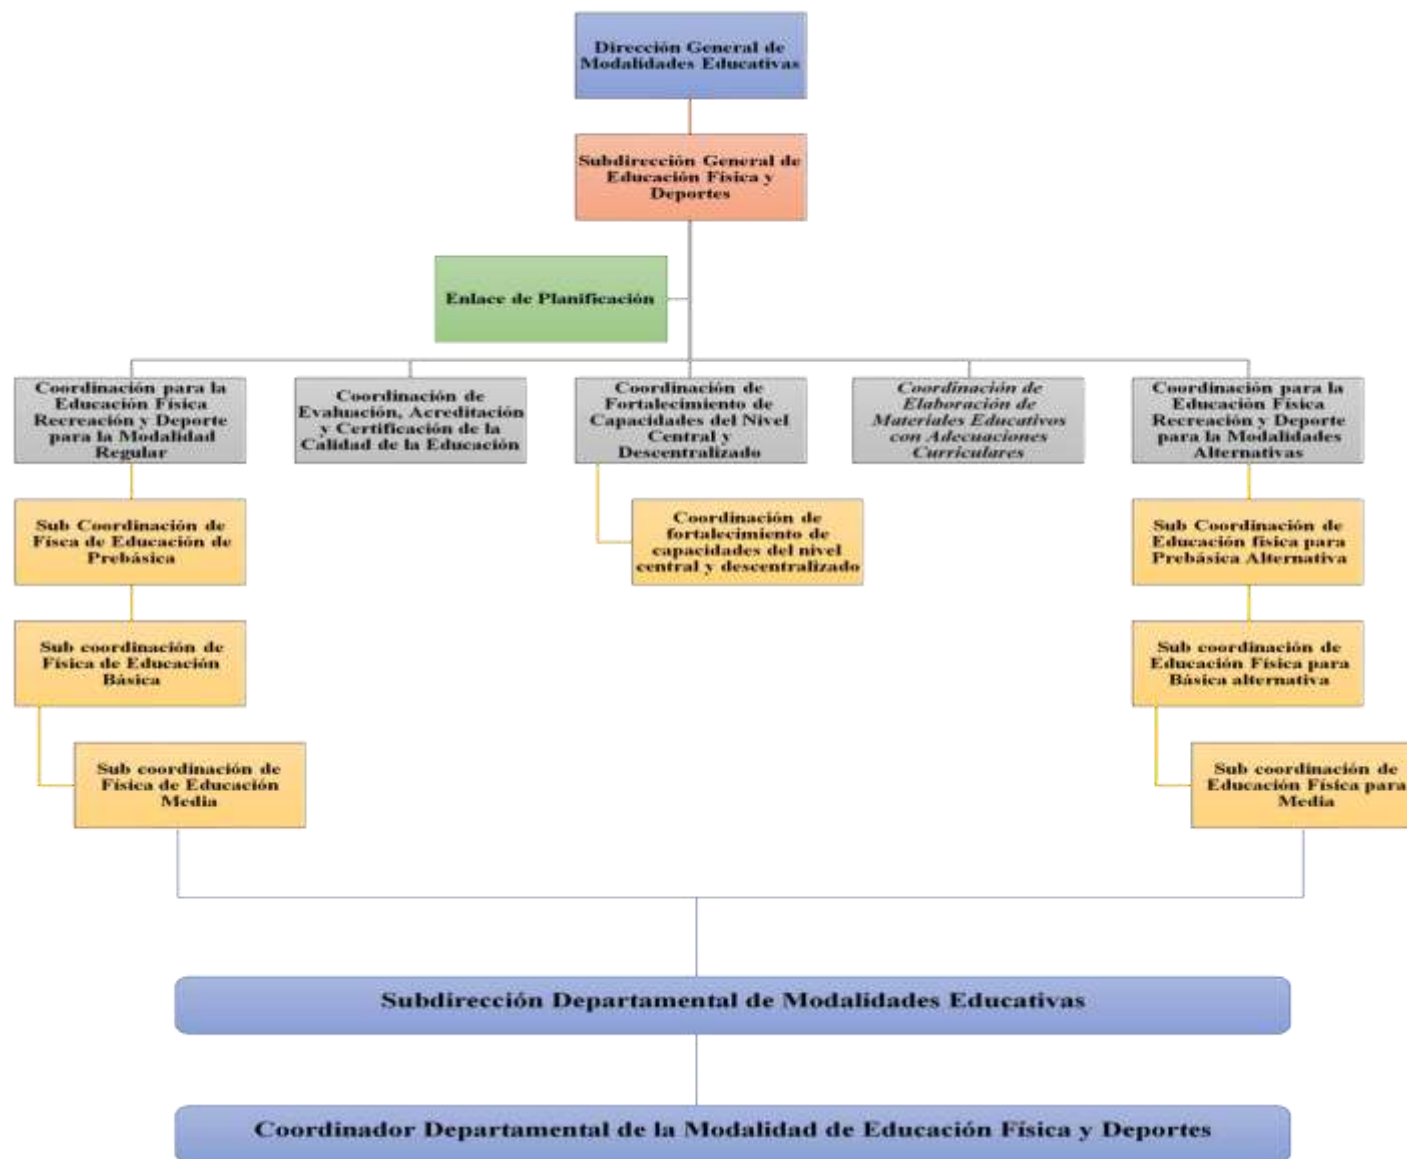 Dirección General de
Modalidades Educativas
Subdirección General de
Educación Física y
Deportes
Enlace de Planificación
Coordinación para la
Educación Física
Recreación y Deporte
para la Modalidad
Regular
Coordinación de
Evaluación, Acreditación
y Certificación de la
Calidad de la Educación
Coordinación de
Fortalecimiento de
Capacidades del Nivel
Central y
Descentralizado
Coordinación de
Elaboración de
Materiales Educativos
con Adecuaciones
Curriculares
Coordinación para la
Educación Física
Recreación y Deporte
para la Modalidades
Alternativas
Sub Coordinación de
Físca de Educación de
Prebásica
Coordinación de
fortalecimiento de
capacidades del nivel
central y descentralizado
Sub Coordinación de
Educación física para
Prebásica Alternativa
Sub coordinación de
Física de Educación
Básica
Sub coordinación de
Educación Física para
Básica alternativa
Sub coordinación de
Física de Educación
Media
Sub coordinación de
Educación Física para
Media
Subdirección Departamental de Modalidades Educativas
Coordinador Departamental de la Modalidad de Educación Física y Deportes